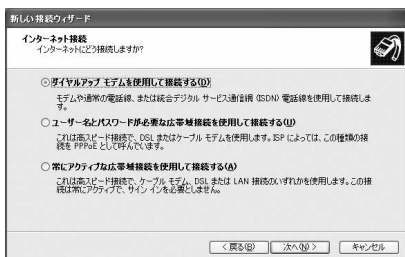 新しい接続ウィザード
インターネット接続
インターネットにどう接続しますか?
ダイヤルアップ モデムを使用して接続する(D)
モデムや通常の電話線、または統合デジタル サービス通信網 (ISDN) 電話線を使用して接続しま
す。
ユーザー名とパスワードが必要な広帯域接続を使用して接続する(U)
これは高スピード接続で、DSL またはケーブル モデムを使用します。ISP によっては、この種類の接
続を PPPoE として呼んでいます。
常にアクティブな広帯域接続を使用して接続する(A)
これは高スピード接続で、ケーブル モデム、DSL または LAN 接続のいずれかを使用します。この接
続は常にアクティブで、サイン インを必要としません。
< 戻る(B)
次へ(N) >
キャンセル